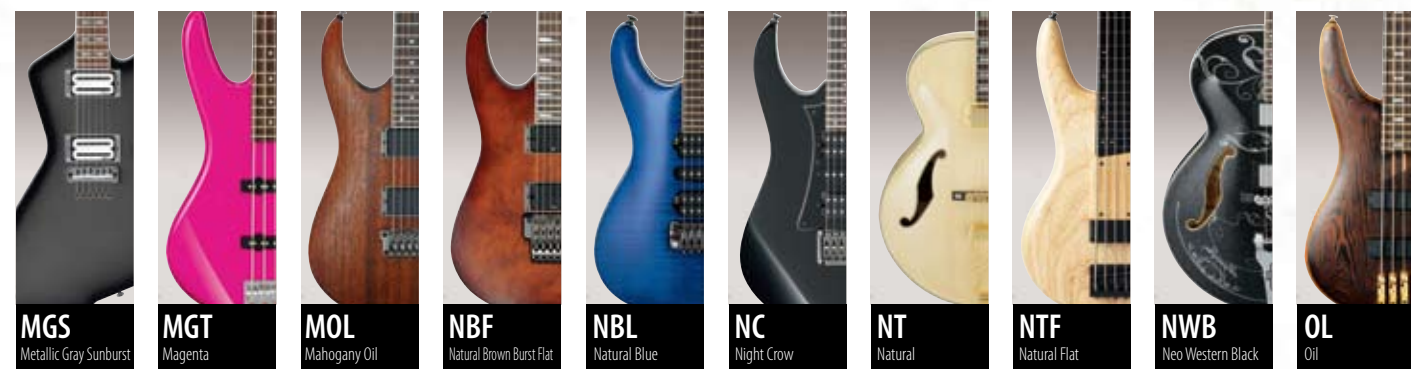 MGS
Metallic Gray Sunburst
MGT
Magenta
MOL
Mahogany Oil
NBF
Natural Brown Burst Flat
NBL
Natural Blue
NC
Night Crow
NT
Natural
NTF
Natural Flat
NWB
Neo Western Black
OL
Oil